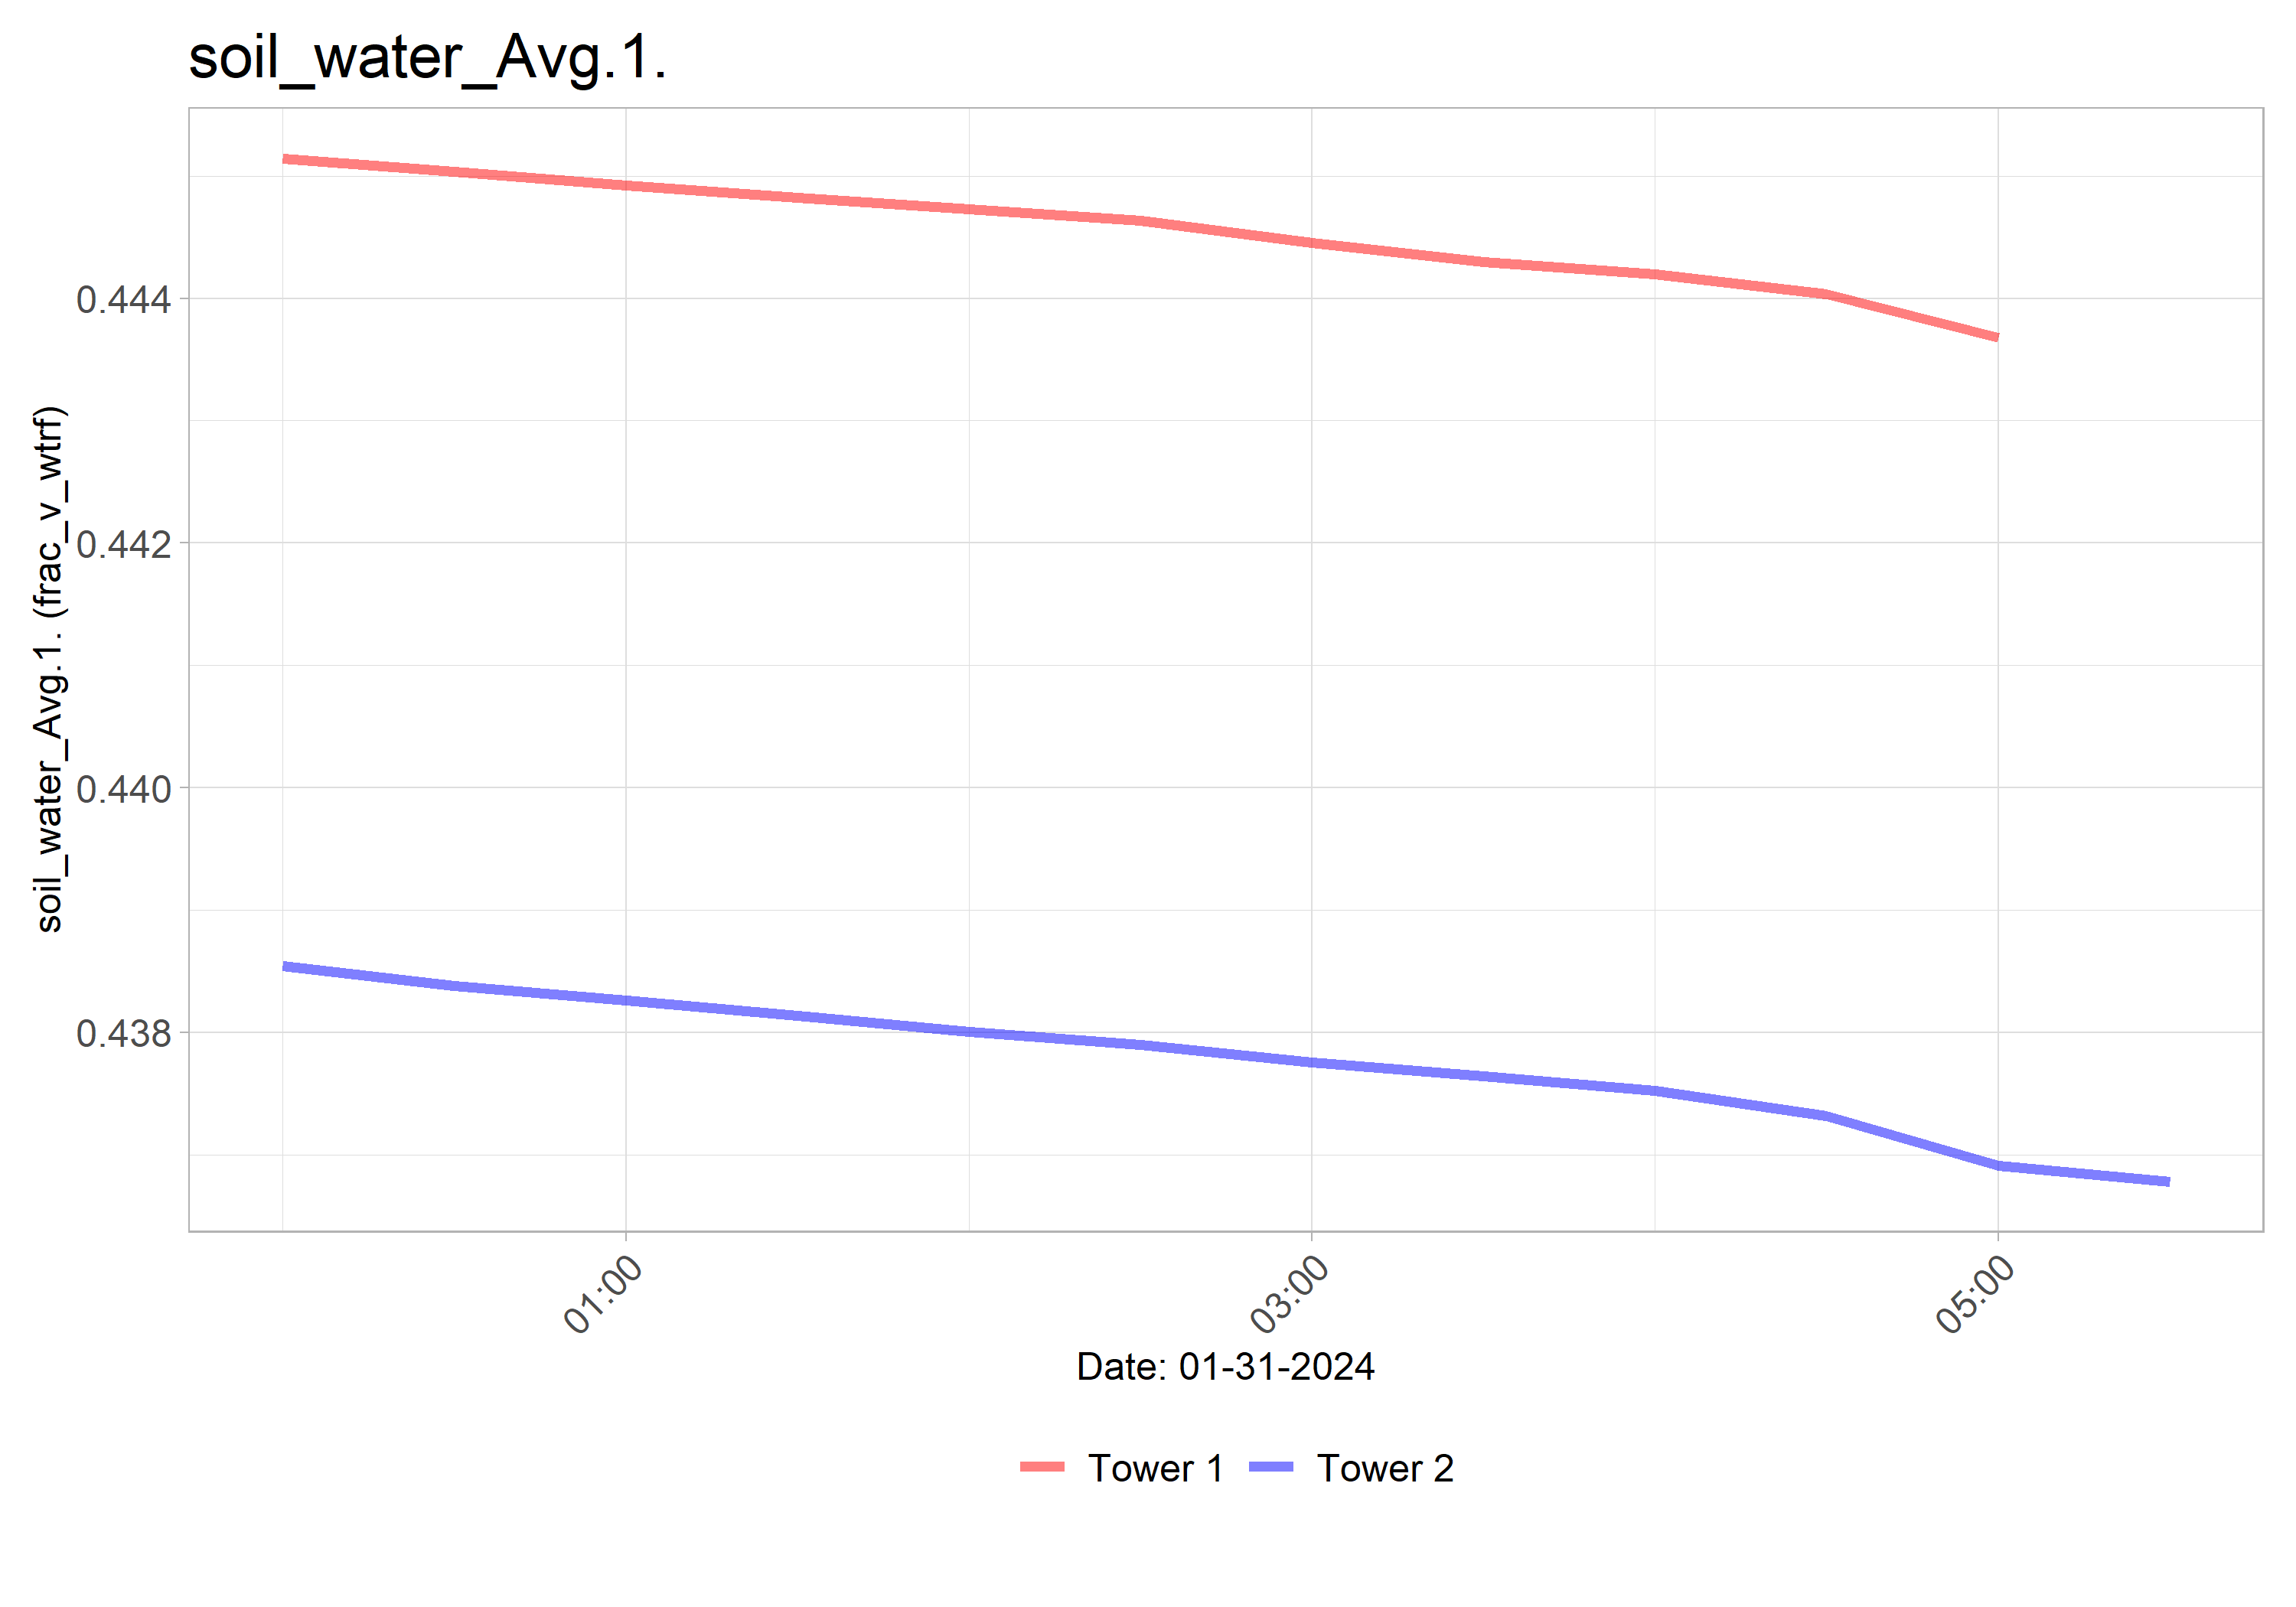 soil_water_Avg.1.
soil_water_Avg.1. (frac_v_wtrf)
0.444
0.442
0.440
0.438
01:00
03:00
05:00
Date: 01-31-2024
Tower 1
Tower 2